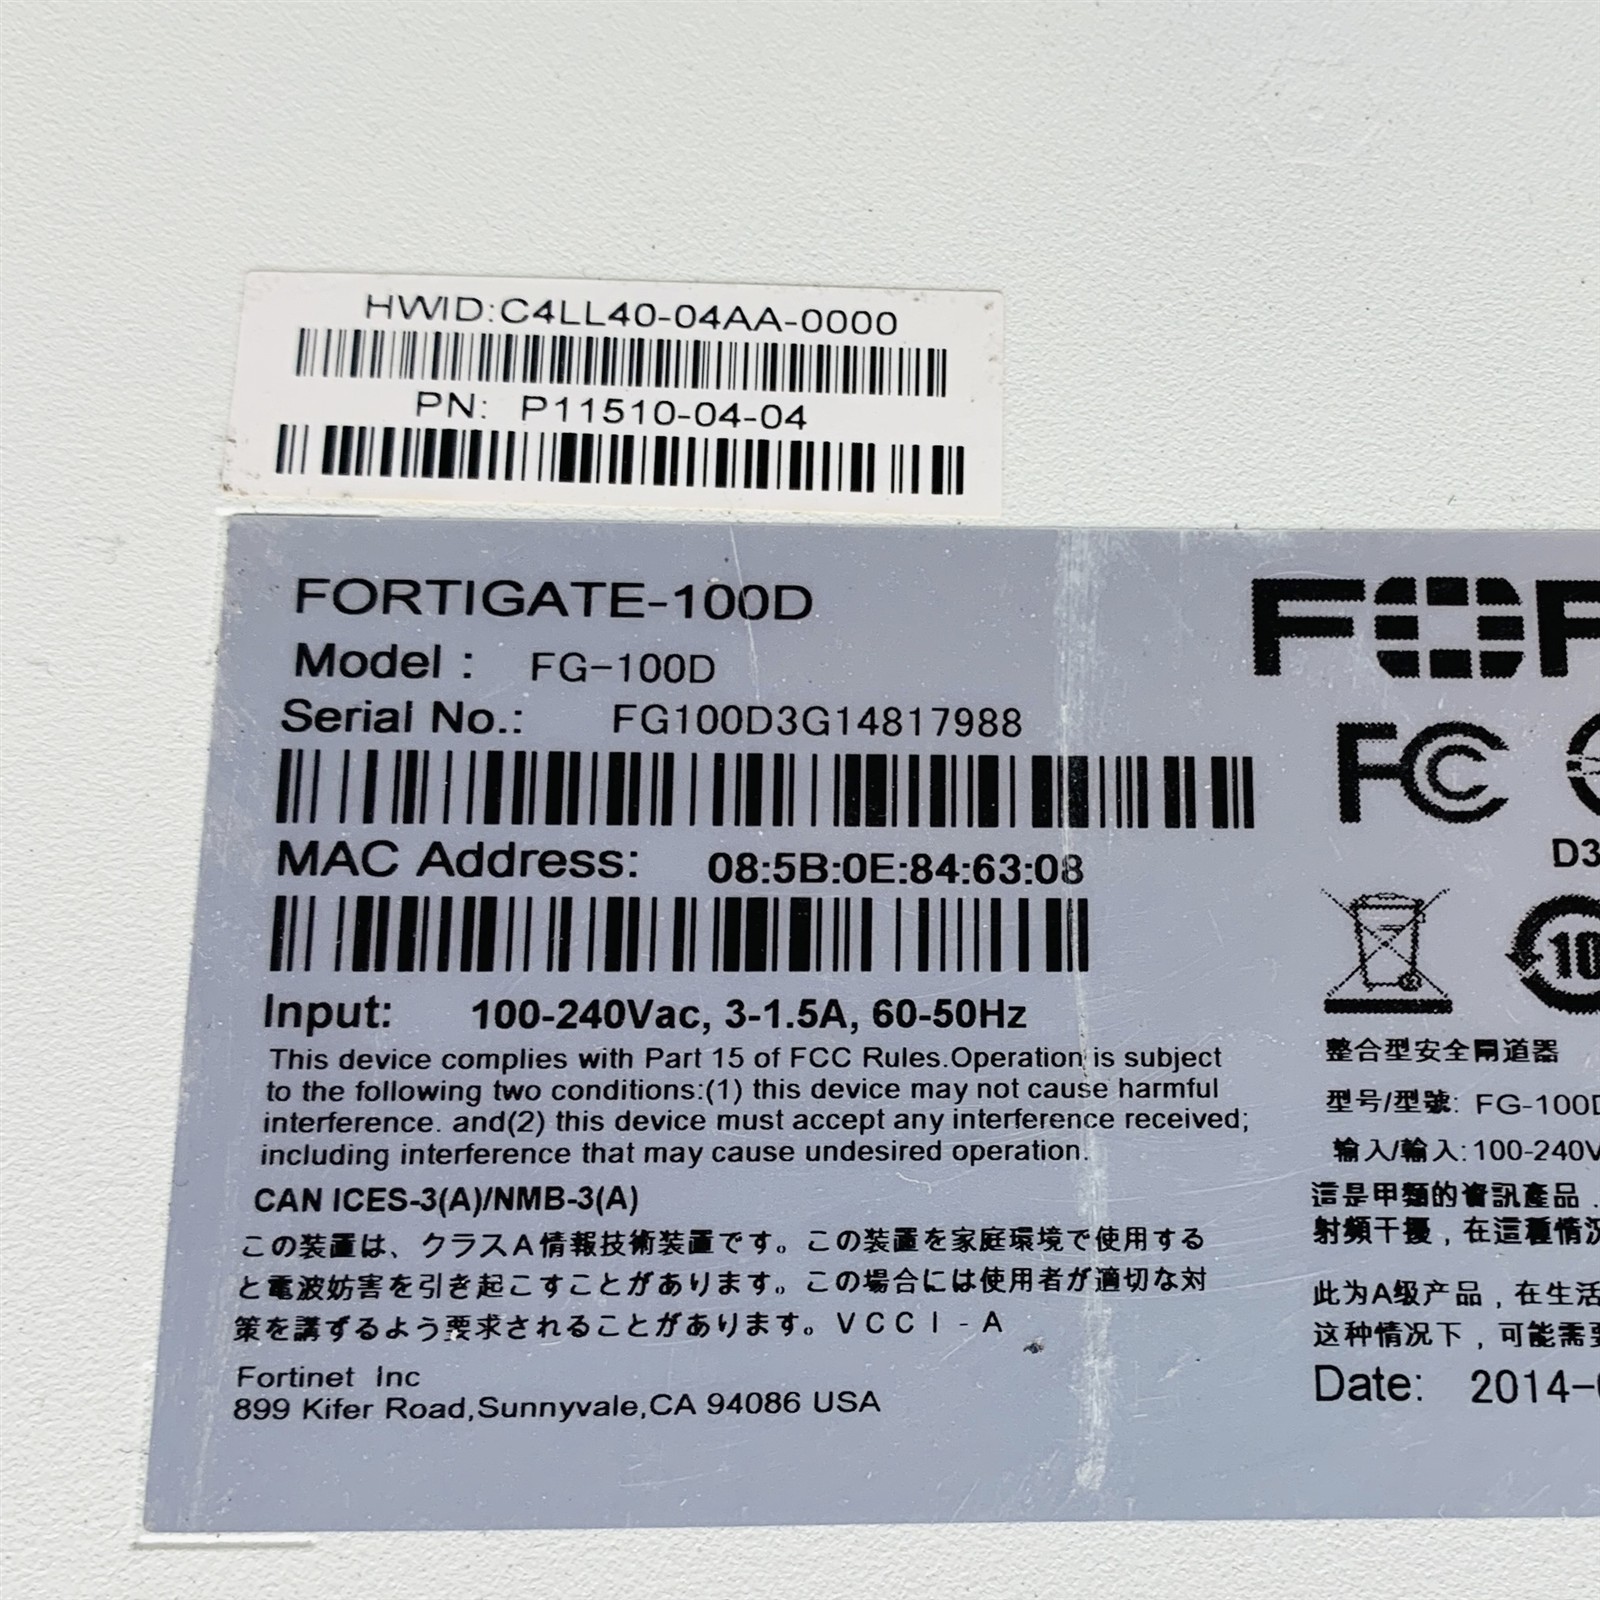 HWID:C4LL40-04AA-0000
PN: P11510-04-04
FORTIGATE-100D
Model : FG-100D
Serial No.: FG100D3G14817988
MAC Address: 08:5B:0E:84:63:08
Input: 100-240Vac, 3-1.5A, 60-50Hz
This device complies with Part 15 of FCC Rules.Operation is subject
to the following two conditions:(1) this device may not cause harmful
interference. and(2) this device must accept any interference received;
including interference that may cause undesired operation.
CAN ICES-3(A)/NMB-3(A)
この装置は、クラスA情報技術装置です。この装置を家庭環境で使用する
と電波妨害を引き起こすことがあります。この場合には使用者が適切な対
策を講ずるよう要求されることがあります。VCCI-A
Fortinet Inc
899 Kifer Road,Sunnyvale,CA 94086 USA
FOR
FC
D3
10
整合型安全閘道器
型号/型號: FG-100D
输入/輸入:100-240V
這是甲類的資訊產品.
射頻干擾，在這種情況
此为A级产品，在生活
这种情况下，可能需要
Date: 2014-0